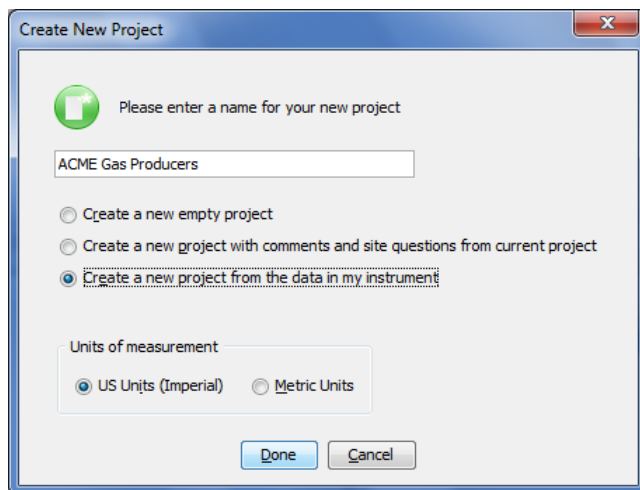 Create New Project
Please enter a name for your new project
ACME Gas Producers
Create a new empty project
Create a new project with comments and site questions from current project
Create a new project from the data in my instrument
Units of measurement
US Units (Imperial) Metric Units
Done Cancel